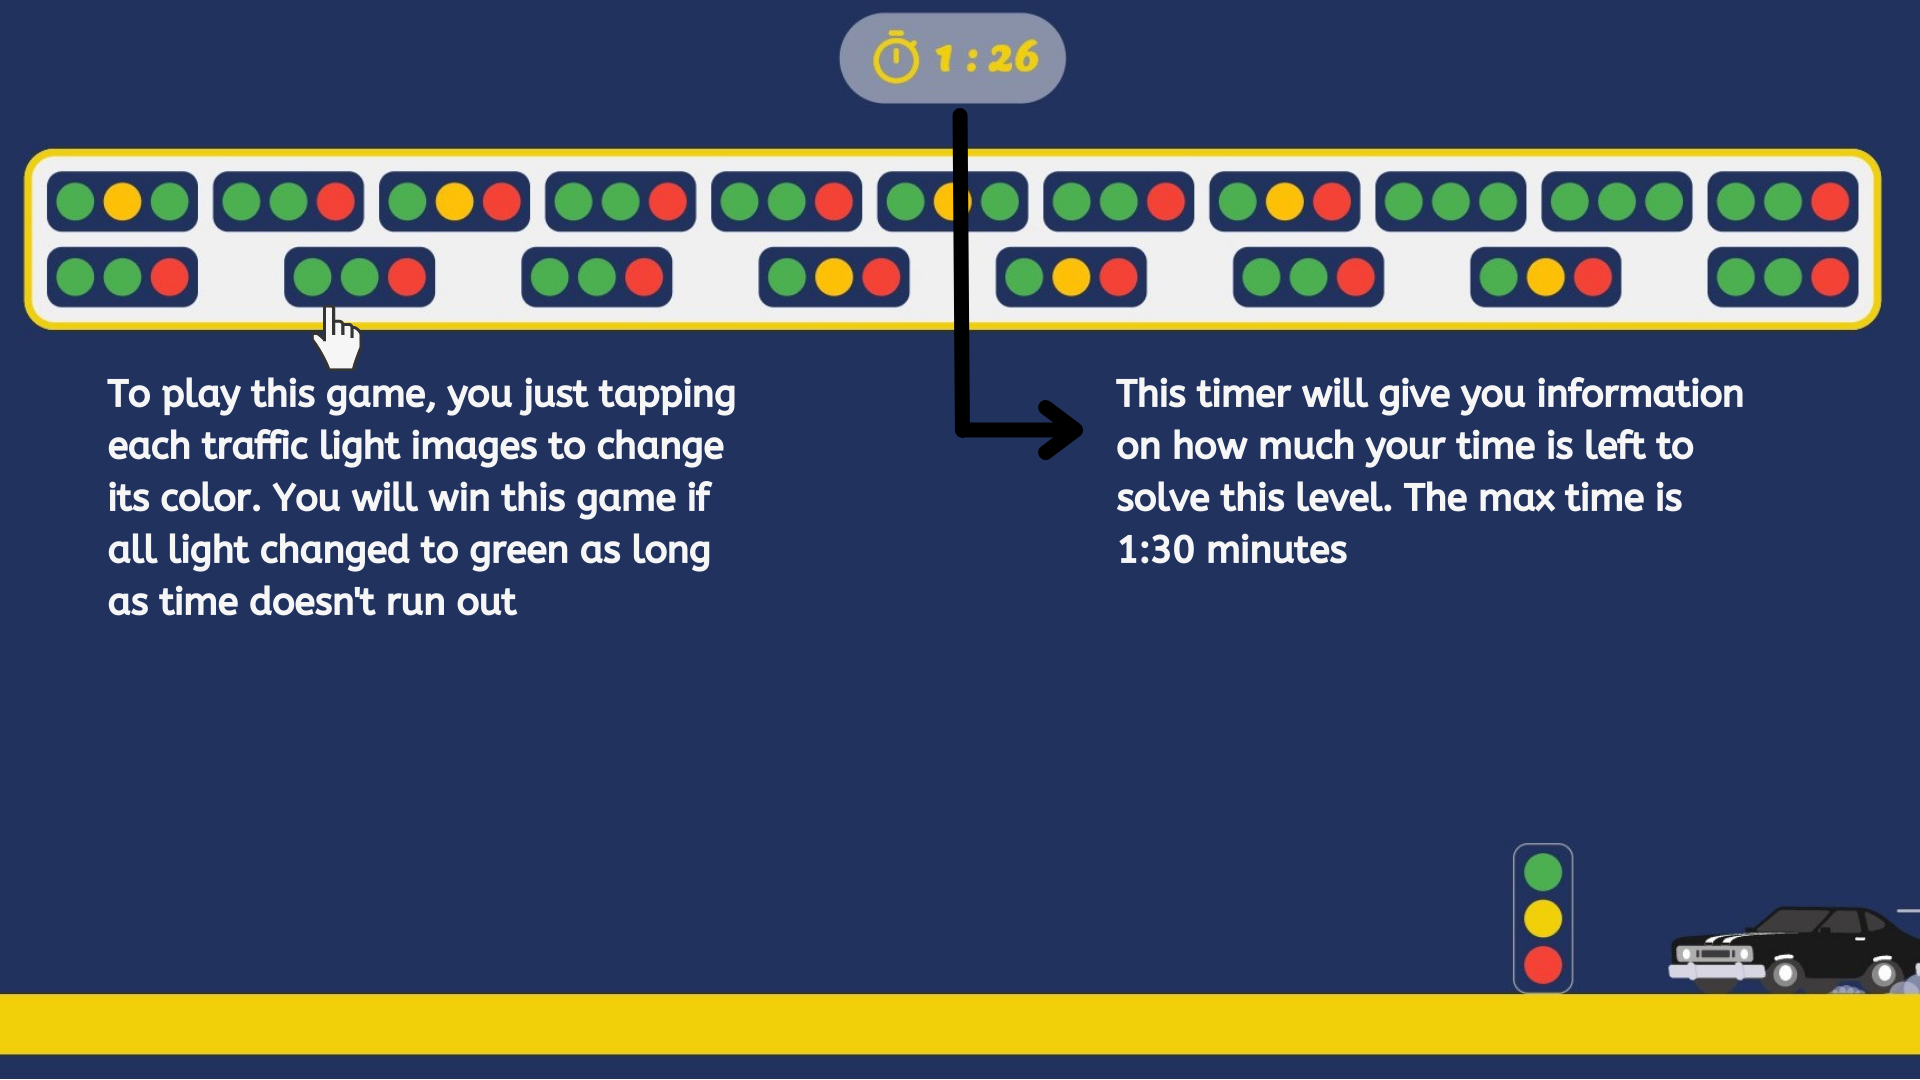 1 : 26
To play this game, you just tapping
each traffic light images to change
its color. You will win this game if
all light changed to green as long
as time doesn't run out
This timer will give you information
on how much your time is left to
solve this level. The max time is
1:30 minutes